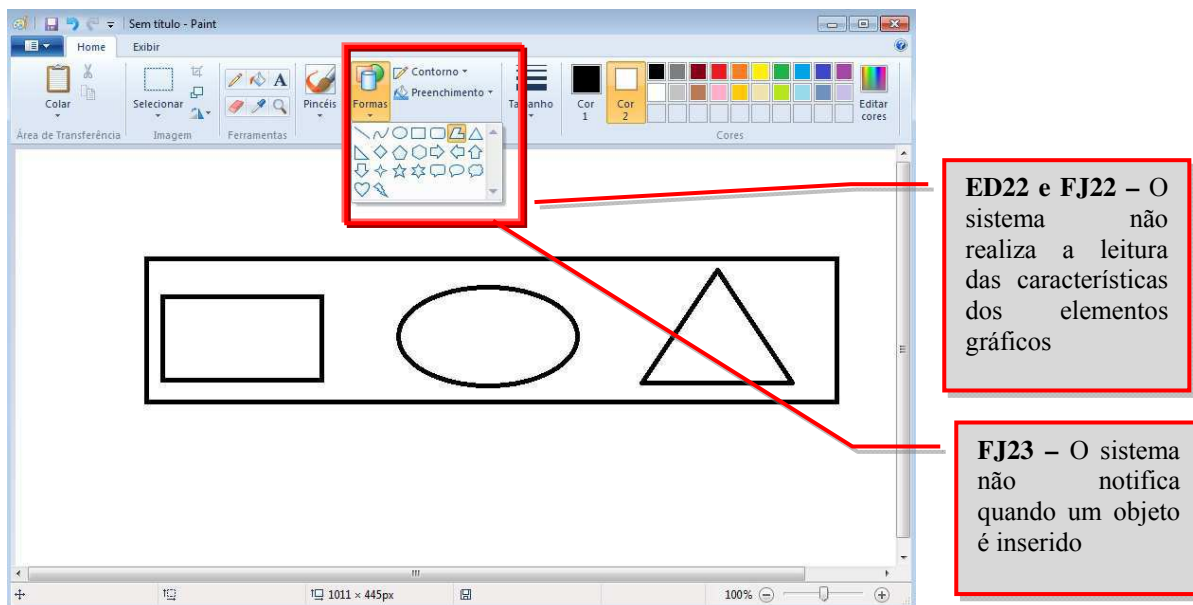 Sem título - Paint
Home Exibir
Colar
Selecionar
A
Pincéis
Formas
Contorno
Preenchimento
Tamanho
Cor
1
Cor
2
Editar
cores
Área de Transferência
Imagem
Ferramentas
Cores
ED22 e FJ22 – O
sistema não
realiza a leitura
das características
dos elementos
gráficos
FJ23 – O sistema
não notifica
quando um objeto
é inserido
1011 × 445px
100%